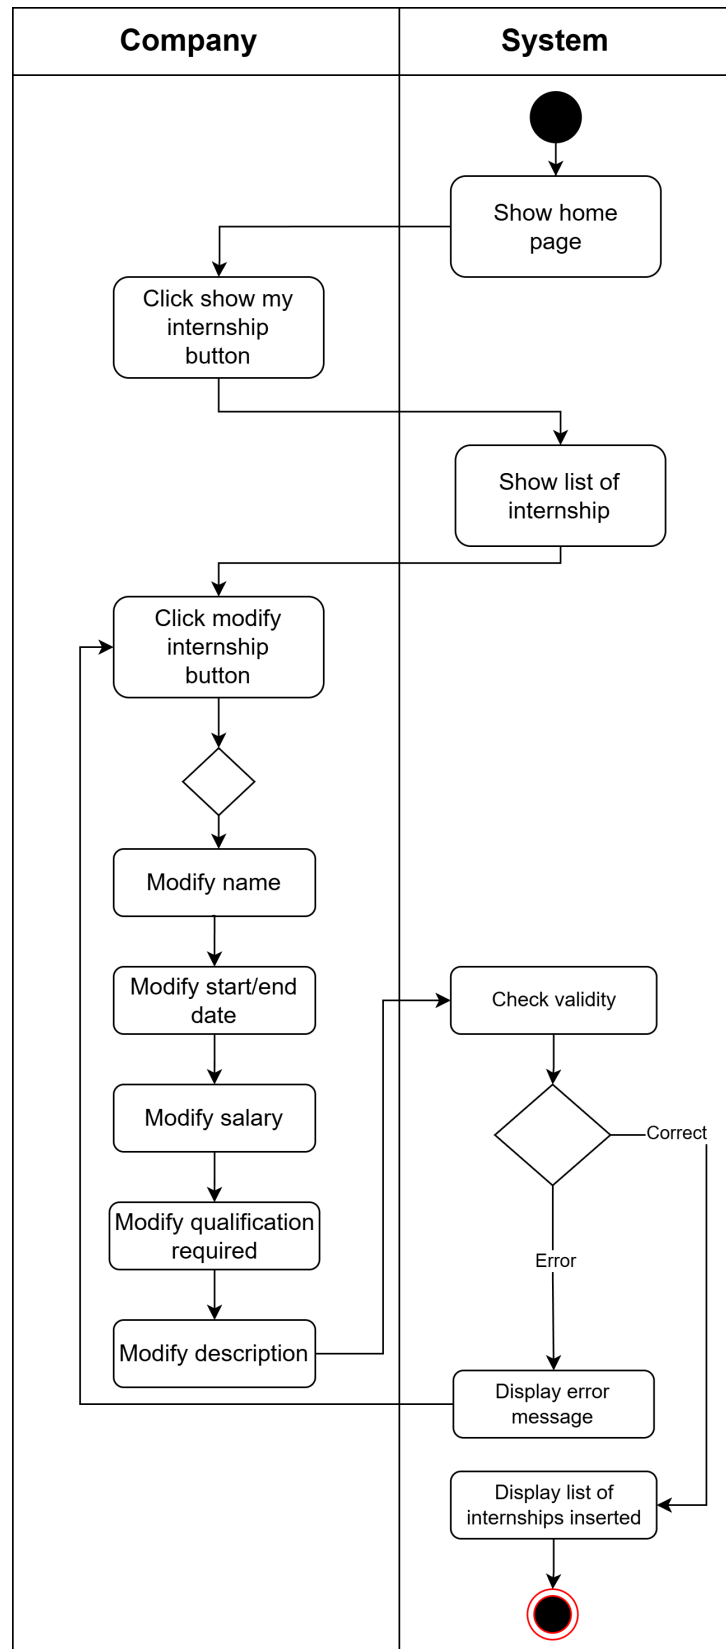 Company
System
Show home
page
Click show my
internship
button
Show list of
internship
Click modify
internship
button
Modify name
Modify start/end
date
Check validity
Modify salary
Correct
Modify qualification
required
Error
Modify description
Display error
message
Display list of
internships inserted